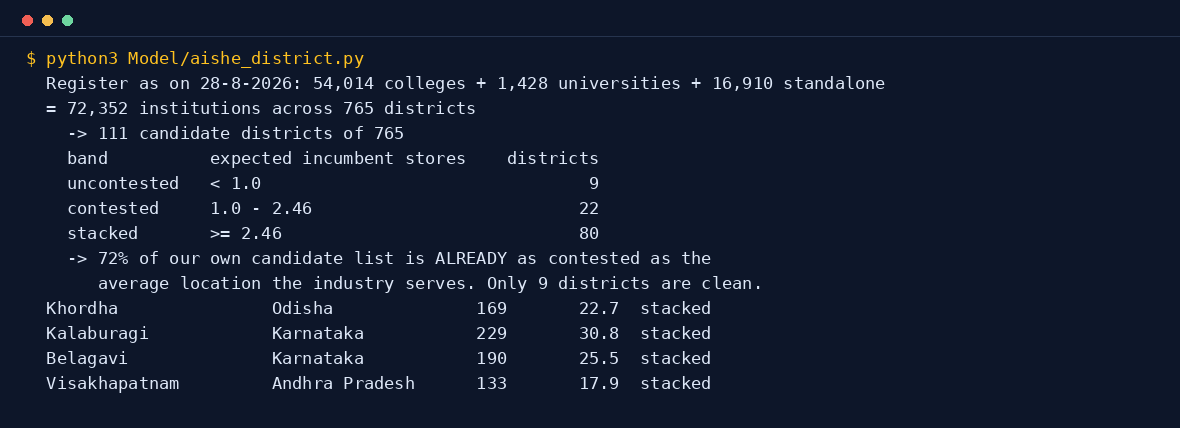 $ python3 Model/aishe_district.py
Register as on 28-8-2026: 54,014 colleges + 1,428 universities + 16,910 standalone
= 72,352 institutions across 765 districts
-> 111 candidate districts of 765
band expected incumbent stores districts
uncontested < 1.0 9
contested 1.0 - 2.46 22
stacked >= 2.46 80
-> 72% of our own candidate list is ALREADY as contested as the
average location the industry serves. Only 9 districts are clean.
Khordha Odisha 169 22.7 stacked
Kalaburagi Karnataka 229 30.8 stacked
Belagavi Karnataka 190 25.5 stacked
Visakhapatnam Andhra Pradesh 133 17.9 stacked